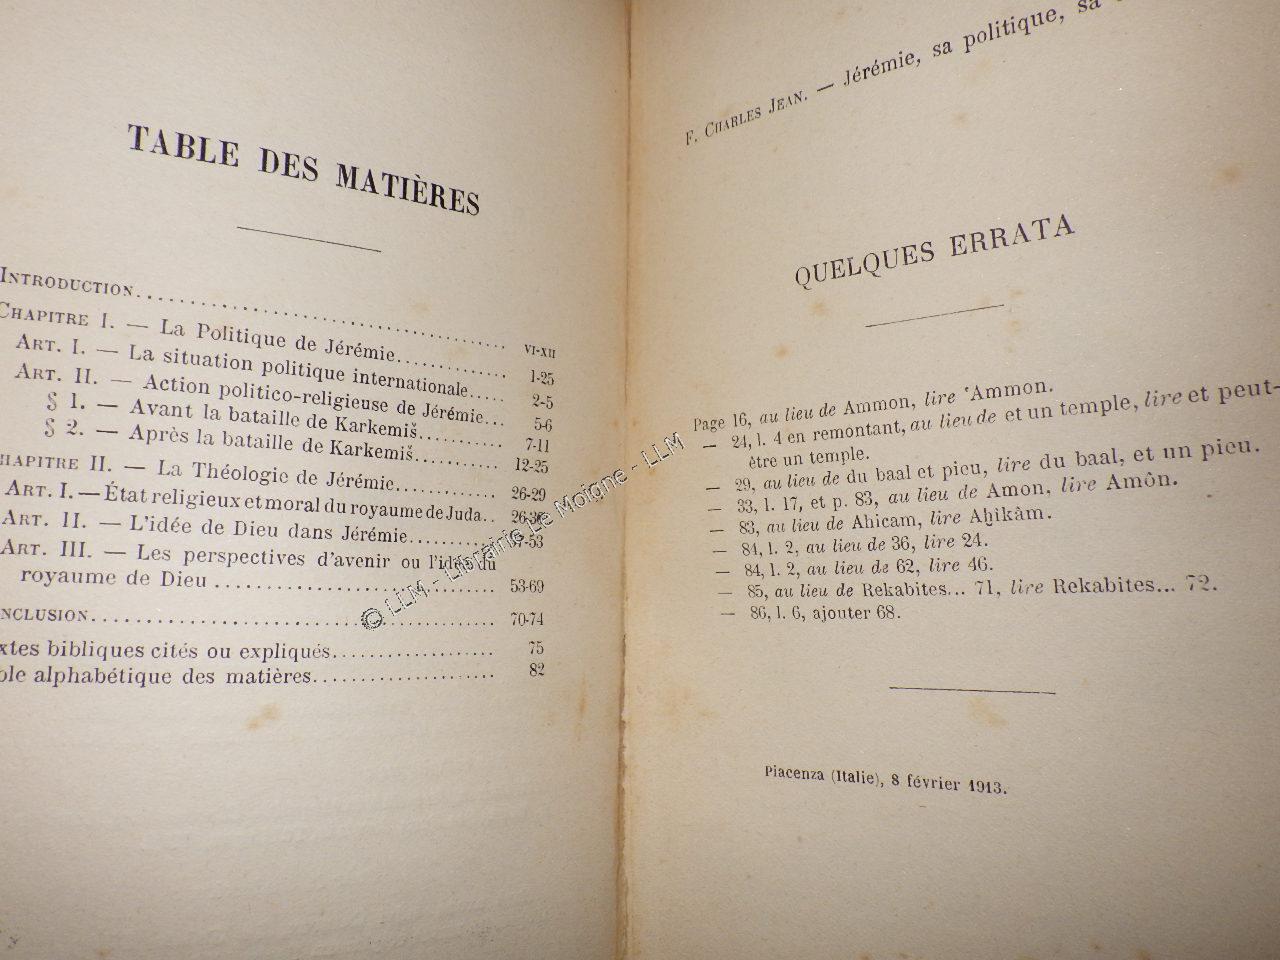 TABLE DES MATIÈRES
INTRODUCTION VI-XII
CHAPITRE I. — La Politique de Jérémie 1-25
ART. I. — La situation politique internationale 2-5
ART. II. — Action politico-religieuse de Jérémie 5-6
§ 1. — Avant la bataille de Karkemiš 7-11
§ 2. — Après la bataille de Karkemiš 12-25
HAPITRE II. — La Théologie de Jérémie 26-29
ART. I. — État religieux et moral du royaume de Juda 26-36
ART. II. — L'idée de Dieu dans Jérémie 37-53
ART. III. — Les perspectives d'avenir ou l'idée du
royaume de Dieu 53-69
NCLUSION 70-74
xtes bibliques cités ou expliqués 75
ble alphabétique des matières 82
F. CHARLES JEAN. — Jérémie, sa politique, sa
QUELQUES ERRATA
Page 16, au lieu de Ammon, lire ʿAmmon.
— 24, l. 4 en remontant, au lieu de et un temple, lire et peut-
être un temple.
— 29, au lieu de du baal et pieu, lire du baal, et un pieu.
— 33, l. 17, et p. 83, au lieu de Amon, lire Amôn.
— 83, au lieu de Ahicam, lire Aḫikâm.
— 84, l. 2, au lieu de 36, lire 24.
— 84, l. 2, au lieu de 62, lire 46.
— 85, au lieu de Rekabites... 71, lire Rekabites... 72.
— 86, l. 6, ajouter 68.
Piacenza (Italie), 8 février 1913.
© LLM - Librairie Le Moigne - LLM